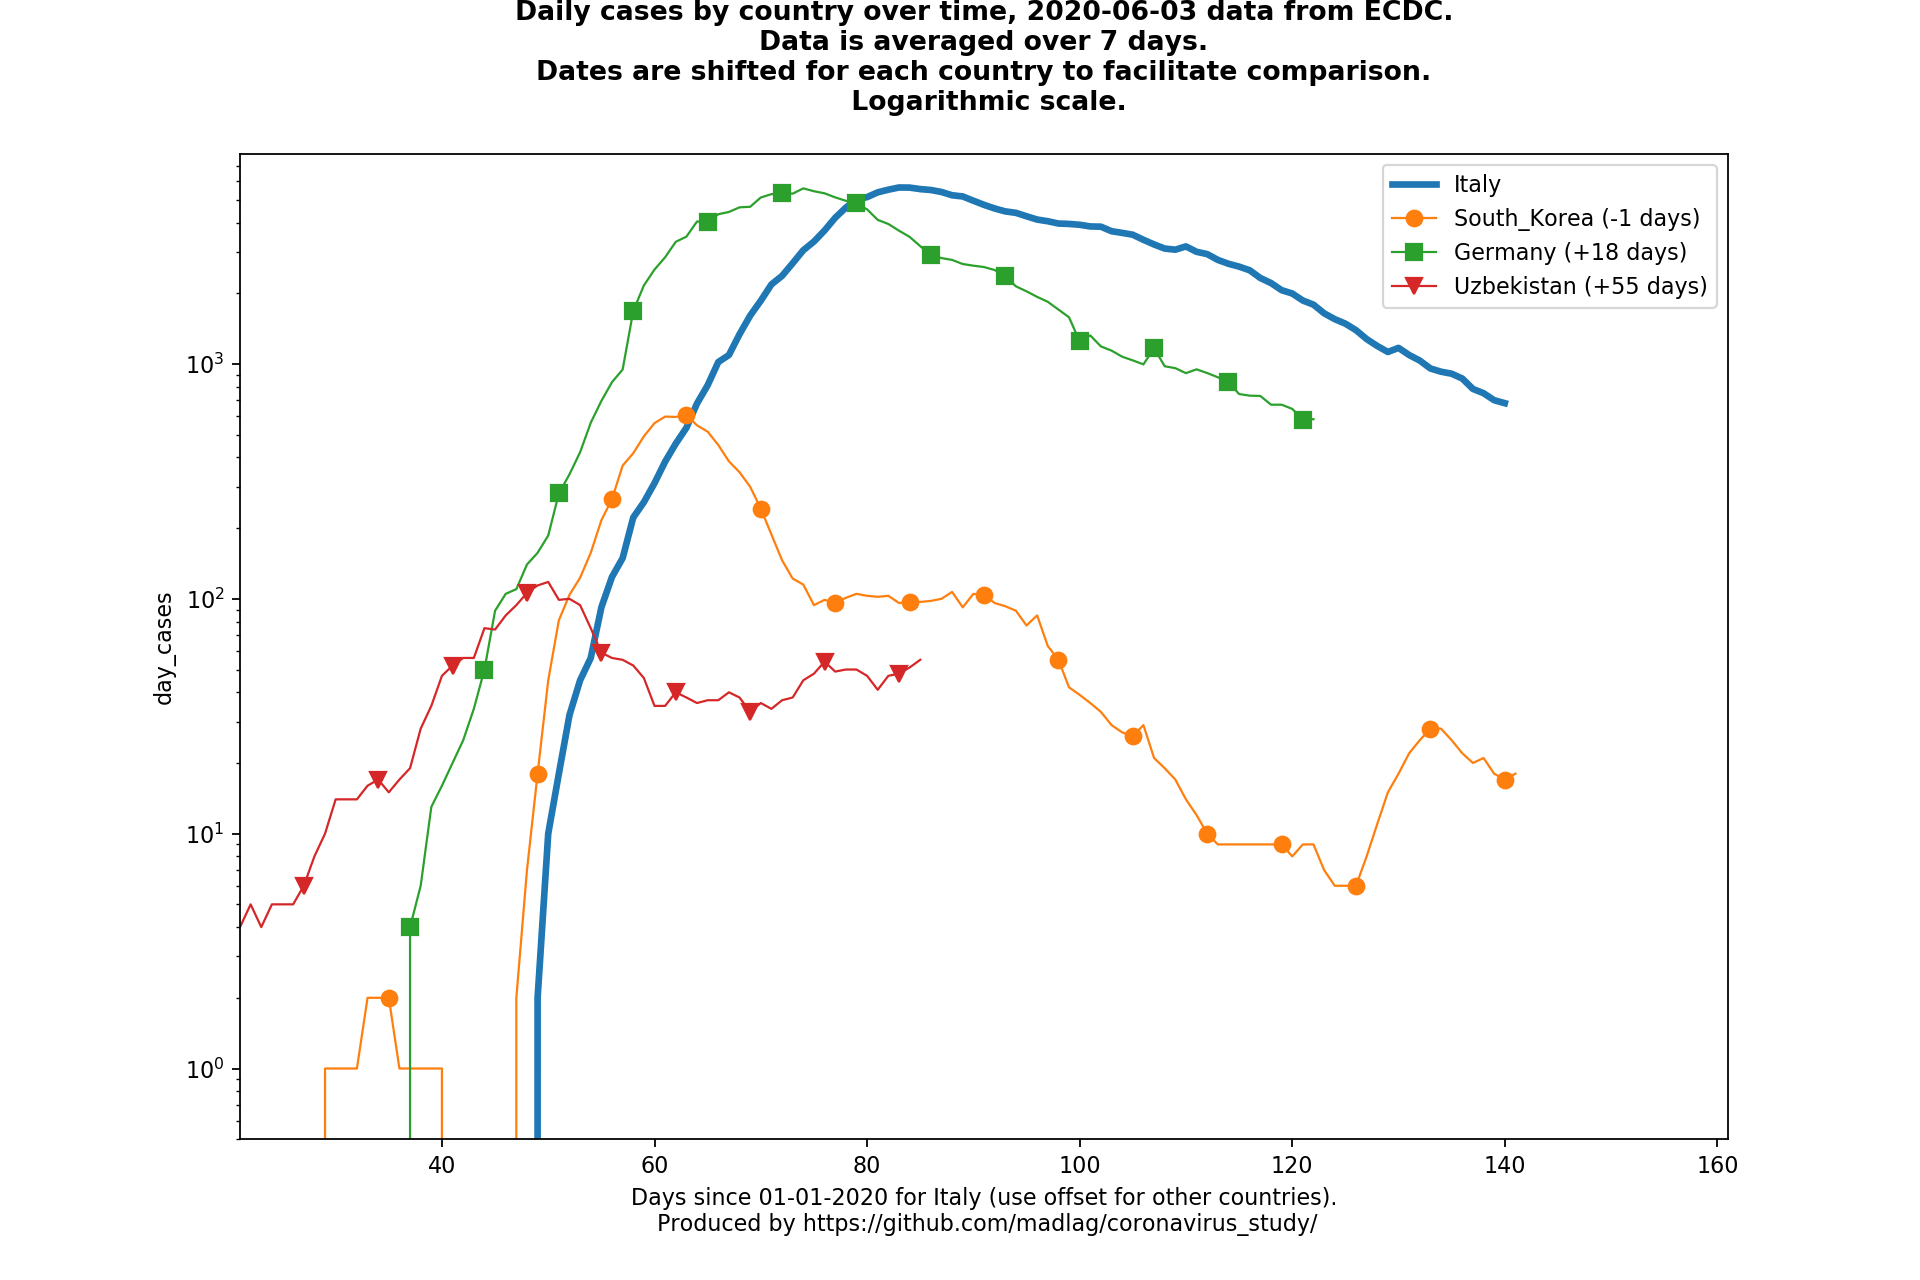 Daily cases by country over time, 2020-06-03 data from ECDC.
Data is averaged over 7 days.
Dates are shifted for each country to facilitate comparison.
Logarithmic scale.
Italy
South_Korea (-1 days)
Germany (+18 days)
Uzbekistan (+55 days)
day_cases
10³
10²
10¹
10⁰
40 60 80 100 120 140 160
Days since 01-01-2020 for Italy (use offset for other countries).
Produced by https://github.com/madlag/coronavirus_study/